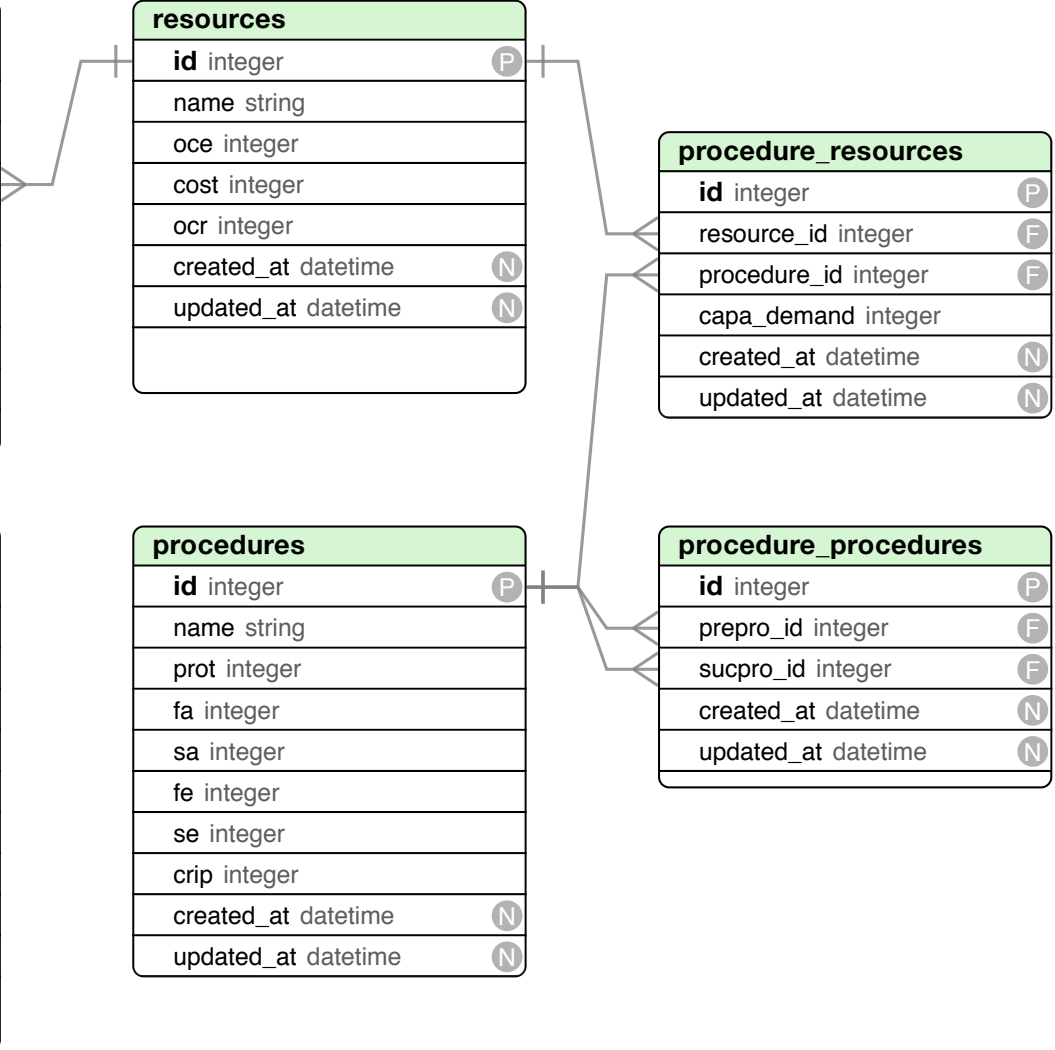 resources
id integer P
name string
oce integer
cost integer
ocr integer
created_at datetime N
updated_at datetime N
procedure_resources
id integer P
resource_id integer F
procedure_id integer F
capa_demand integer
created_at datetime N
updated_at datetime N
procedures
id integer P
name string
prot integer
fa integer
sa integer
fe integer
se integer
crip integer
created_at datetime N
updated_at datetime N
procedure_procedures
id integer P
prepro_id integer F
sucpro_id integer F
created_at datetime N
updated_at datetime N